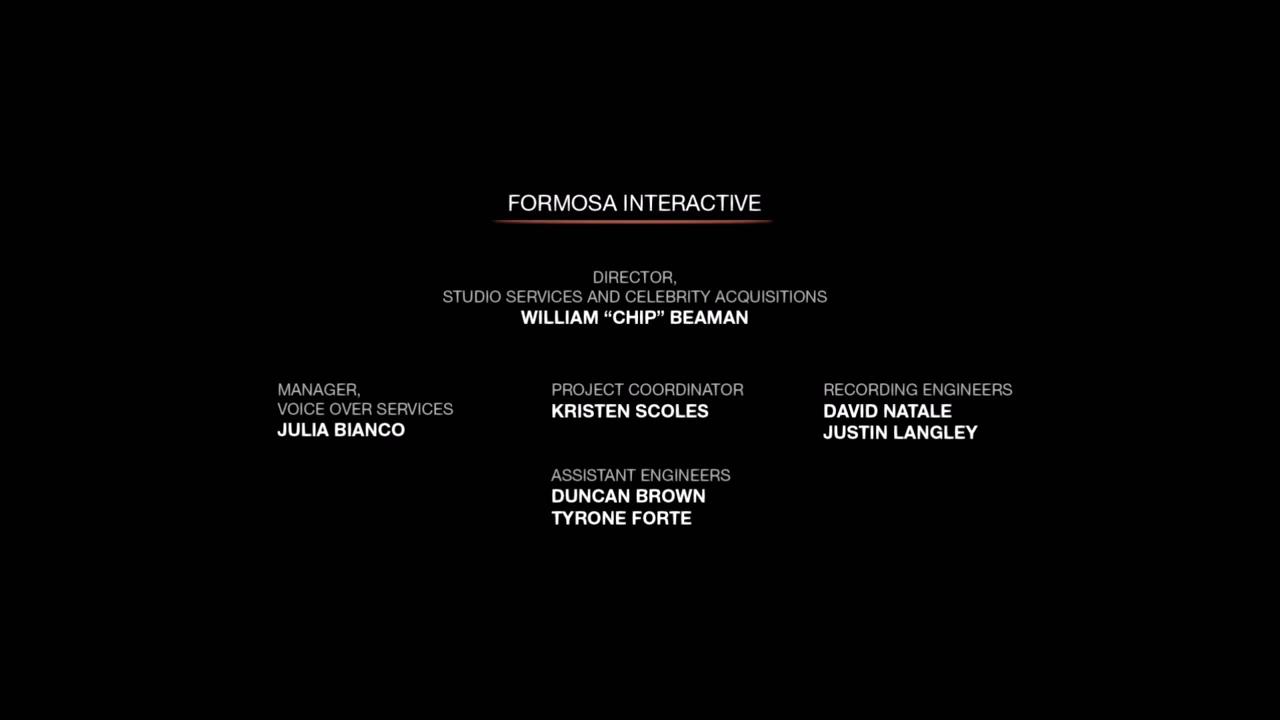 FORMOSA INTERACTIVE
DIRECTOR,
STUDIO SERVICES AND CELEBRITY ACQUISITIONS
WILLIAM “CHIP” BEAMAN
MANAGER,
VOICE OVER SERVICES
JULIA BIANCO
PROJECT COORDINATOR
KRISTEN SCOLES
RECORDING ENGINEERS
DAVID NATALE
JUSTIN LANGLEY
ASSISTANT ENGINEERS
DUNCAN BROWN
TYRONE FORTE